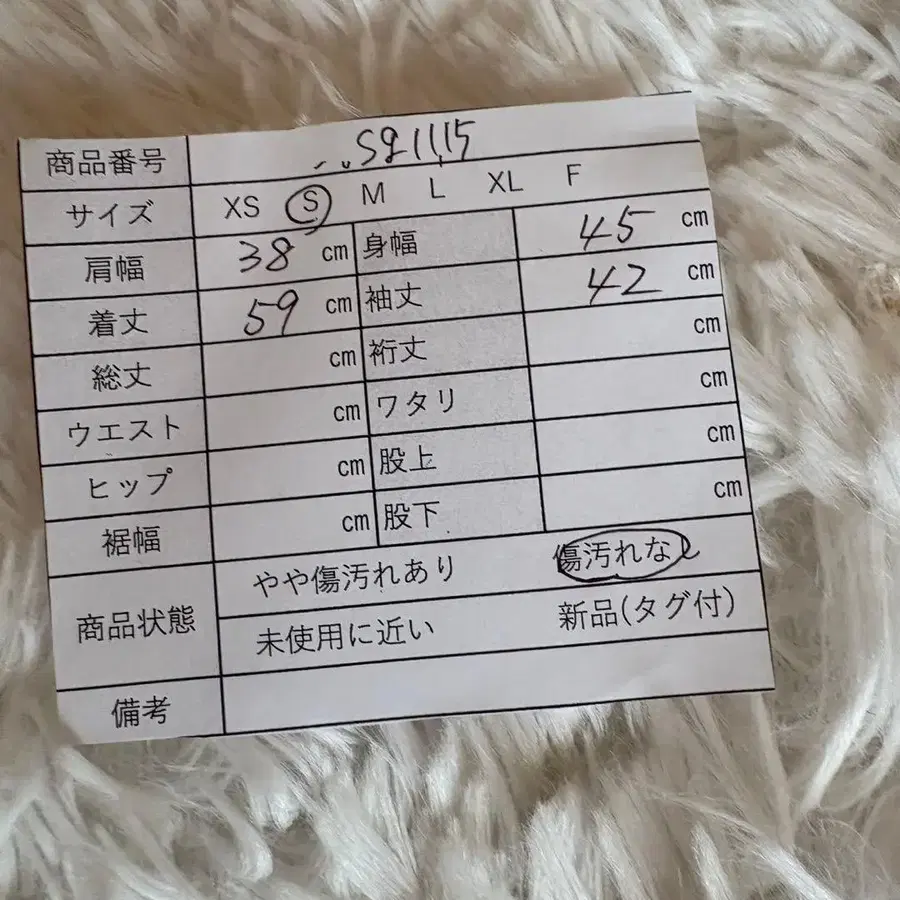 商品番号 S91115
サイズ XS S M L XL F
肩幅 38 cm 身幅 45 cm
着丈 59 cm 袖丈 42 cm
総丈 cm 裄丈 cm
ウエスト cm ワタリ cm
ヒップ cm 股上 cm
裾幅 cm 股下 cm
商品状態 やや傷汚れあり 傷汚れな
未使用に近い 新品(タグ付)
備考